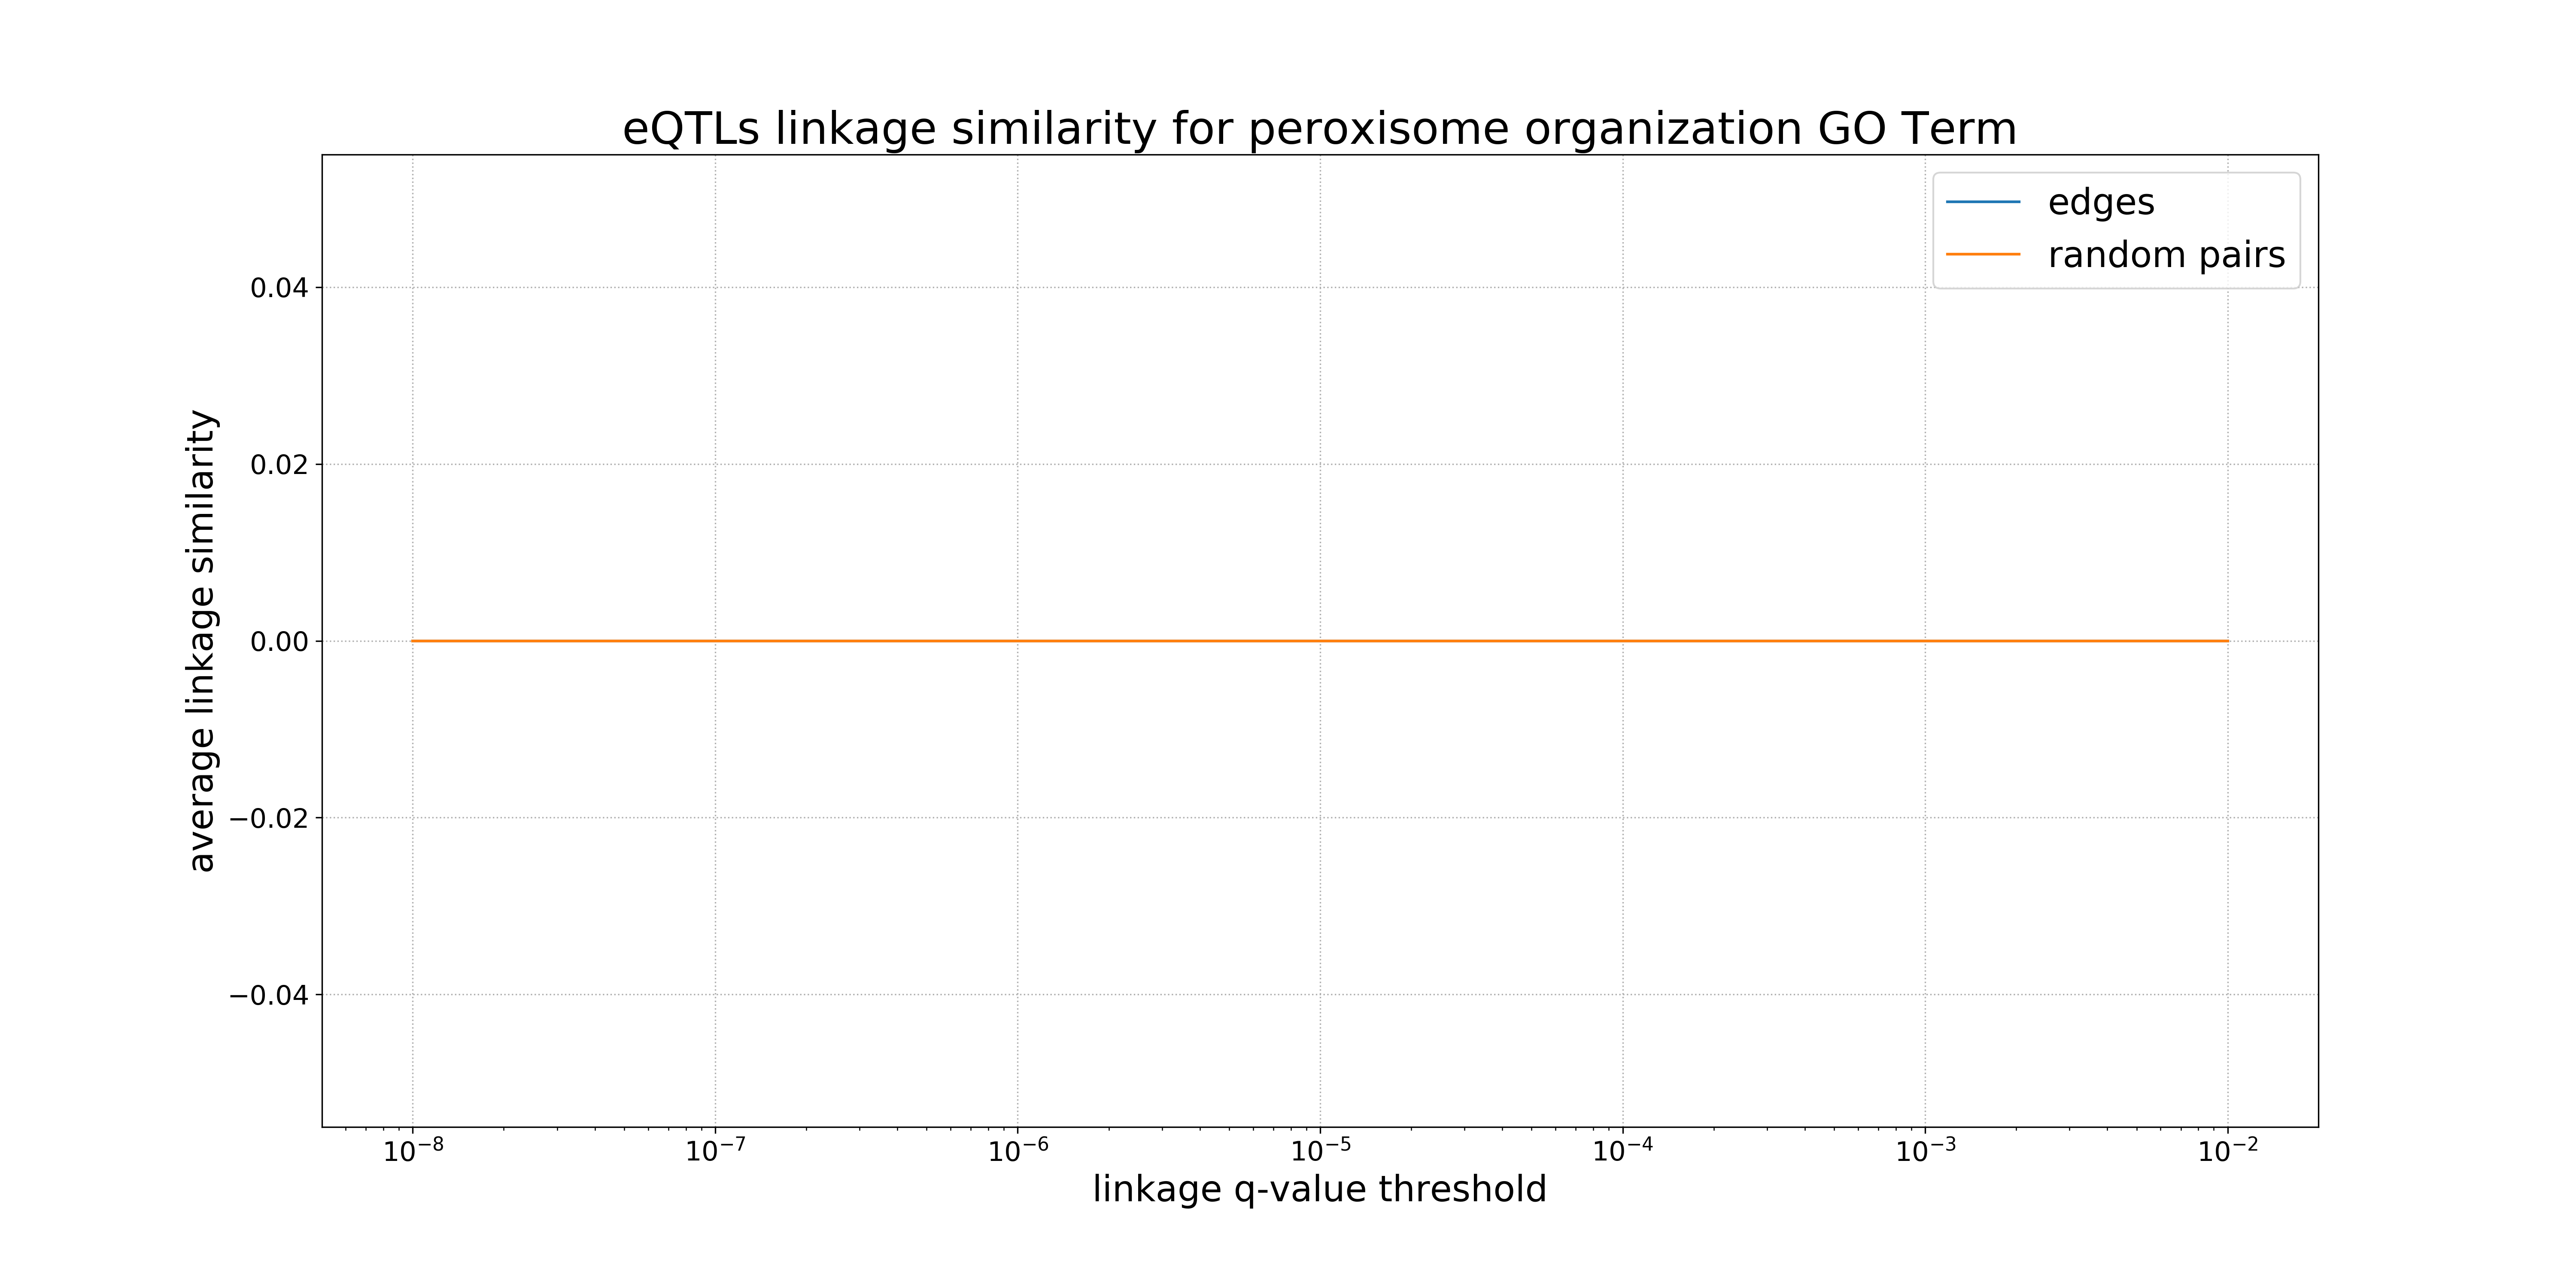 eQTLs linkage similarity for peroxisome organization GO Term
edges
random pairs
0.04
0.02
0.00
−0.02
−0.04
average linkage similarity
10⁻⁸ 10⁻⁷ 10⁻⁶ 10⁻⁵ 10⁻⁴ 10⁻³ 10⁻²
linkage q-value threshold